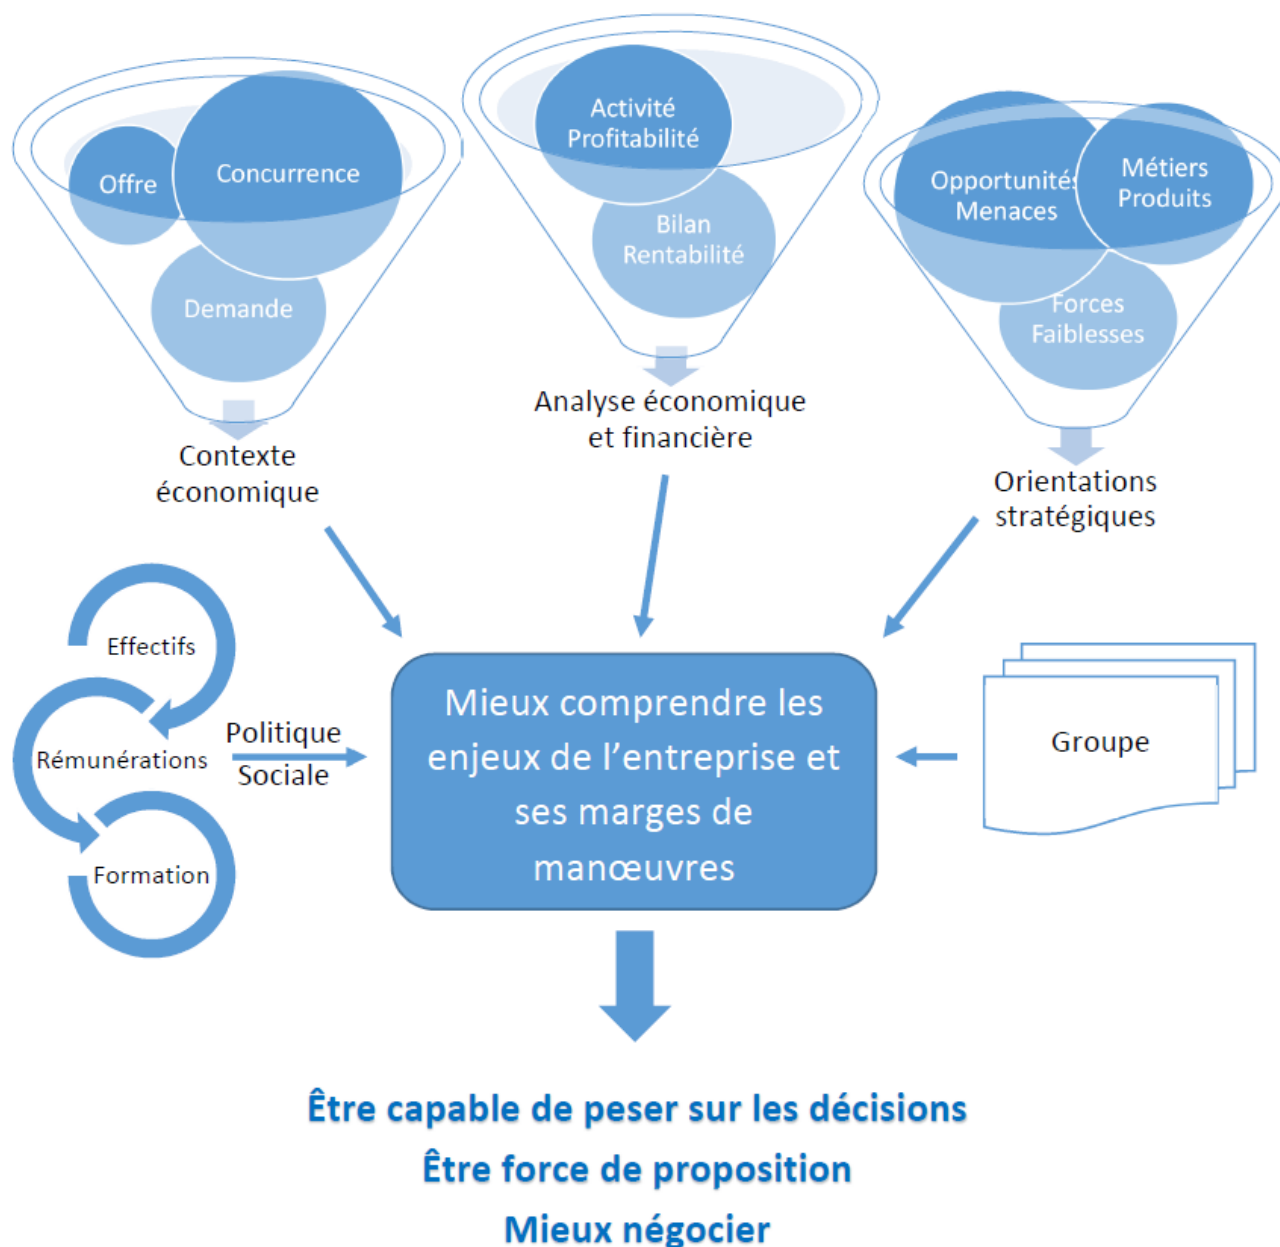 Offre
Concurrence
Demande
Contexte
économique
Activité
Profitabilité
Bilan
Rentabilité
Analyse économique
et financière
Opportunités
Menaces
Métiers
Produits
Forces
Faiblesses
Orientations
stratégiques
Effectifs
Rémunérations
Formation
Politique
Sociale
Mieux comprendre les
enjeux de l’entreprise et
ses marges de
manœuvres
Groupe
Être capable de peser sur les décisions
Être force de proposition
Mieux négocier